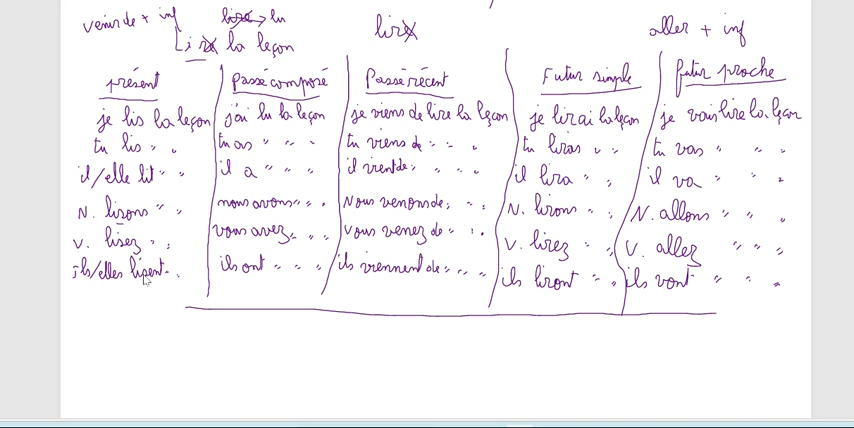 venir de + inf lire → lu lire aller + inf
Lire la leçon
présent Passé composé Passé récent Futur simple futur proche
je lis la leçon j'ai lu la leçon je viens de lire la leçon je lirai la leçon je vais lire la leçon
tu lis " " tu as " " " tu viens de " " " tu liras " " tu vas " " "
il/elle lit " " il a " " " il vient de " " " " il lira " " il va " " "
N. lisons " " nous avons " " " Nous venons de " " " N. lirons " " N. allons " " "
v. lisez " " vous avez " " " Vous venez de " " " V. lirez " " V. allez " " "
ils/elles lisent " " ils ont " " " ils viennent de " " " ils liront " " ils vont " " "